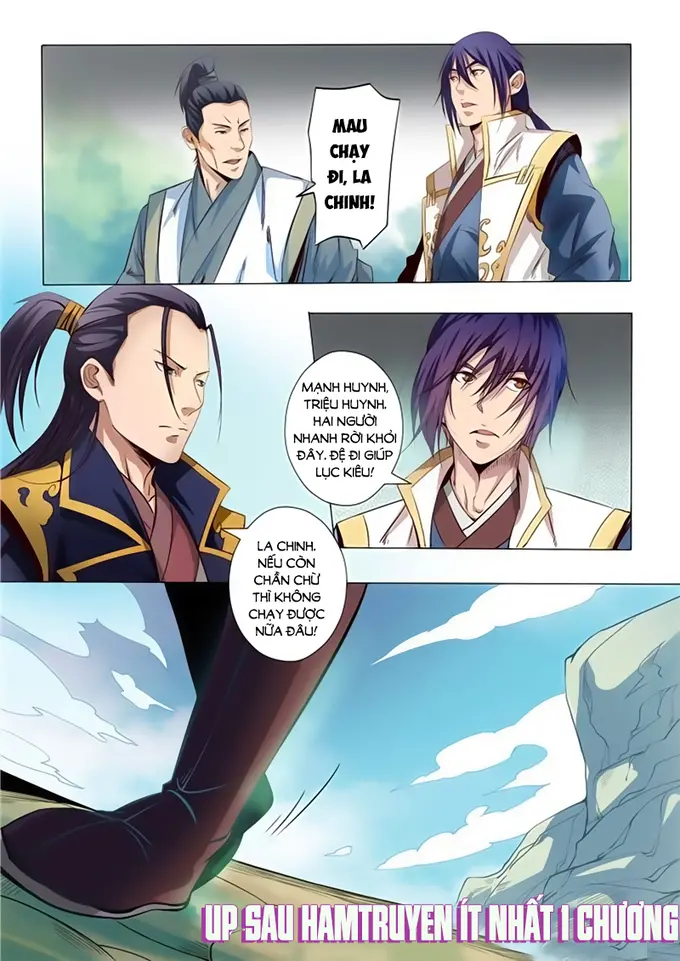 MAU
CHẠY
ĐI, LA
CHINH!
MẠNH HUYNH,
TRIỆU HUYNH.
HAI NGƯỜI
NHANH RỜI KHỎI
ĐÂY. ĐỆ ĐI GIÚP
LỤC KIÊU!
LA CHINH.
NẾU CÒN
CHẦN CHỪ
THÌ KHÔNG
CHẠY ĐƯỢC
NỮA ĐÂU!
UP SAU HAMTRUYEN ÍT NHẤT 1 CHƯƠNG